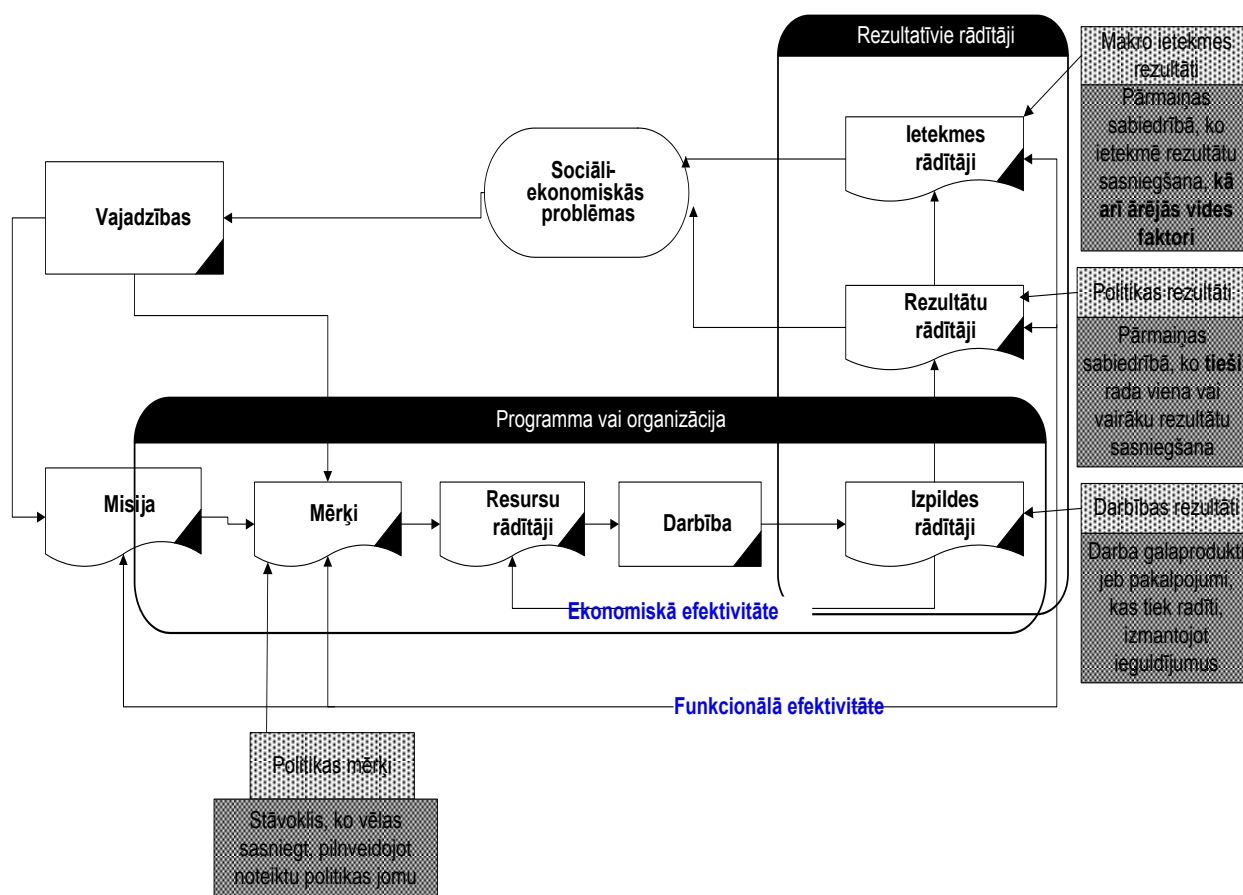 Rezultatīvie rādītāji
Makro ietekmes
rezultāti
Pārmaiņas
sabiedrībā, ko
ietekmē rezultātu
sasniegšana, kā
arī ārējās vides
faktori
Ietekmes
rādītāji
Sociāli-
ekonomiskās
problēmas
Vajadzības
Rezultātu
rādītāji
Politikas rezultāti
Pārmaiņas
sabiedrībā, ko tieši
rada viena vai
vairāku rezultātu
sasniegšana
Programma vai organizācija
Misija
Mērķi
Resursu
rādītāji
Darbība
Izpildes
rādītāji
Darbības rezultāti
Darba galaprodukti
jeb pakalpojumi,
kas tiek radīti,
izmantojot
ieguldījumus
Ekonomiskā efektivitāte
Funkcionālā efektivitāte
Politikas mērķi
Stāvoklis, ko vēlas
sasniegt, pilnveidojot
noteiktu politikas jomu